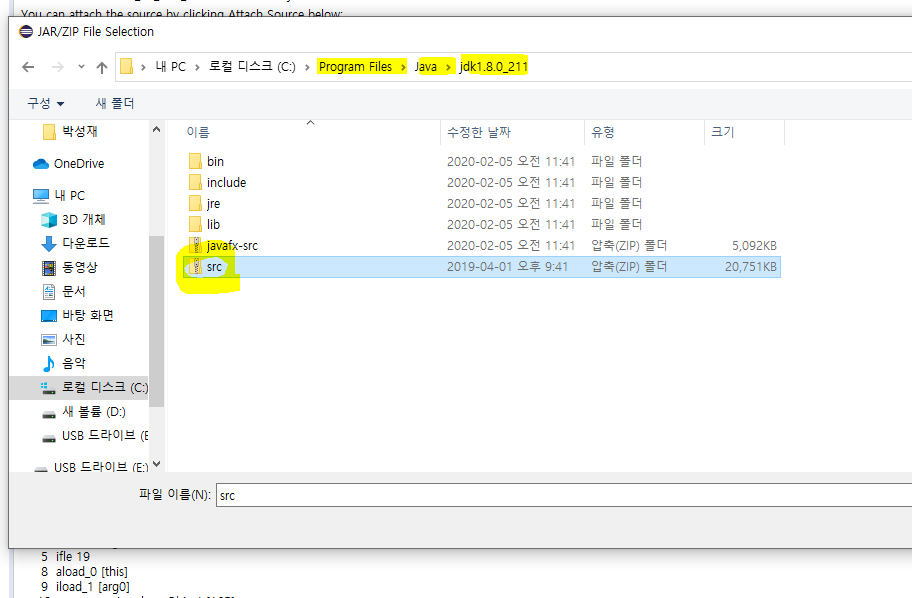 You can attach the source by clicking Attach Source below:
JAR/ZIP File Selection
내 PC > 로컬 디스크 (C:) > Program Files > Java > jdk1.8.0_211
구성 새 폴더
박성재
OneDrive
내 PC
3D 개체
다운로드
동영상
문서
바탕 화면
사진
음악
로컬 디스크 (C:)
새 볼륨 (D:)
USB 드라이브 (E
USB 드라이브 (E:)
이름 수정한 날짜 유형 크기
bin 2020-02-05 오전 11:41 파일 폴더
include 2020-02-05 오전 11:41 파일 폴더
jre 2020-02-05 오전 11:41 파일 폴더
lib 2020-02-05 오전 11:41 파일 폴더
javafx-src 2020-02-05 오전 11:41 압축(ZIP) 폴더 5,092KB
src 2019-04-01 오후 9:41 압축(ZIP) 폴더 20,751KB
파일 이름(N): src
5 ifle 19
8 aload_0 [this]
9 iload_1 [arg0]